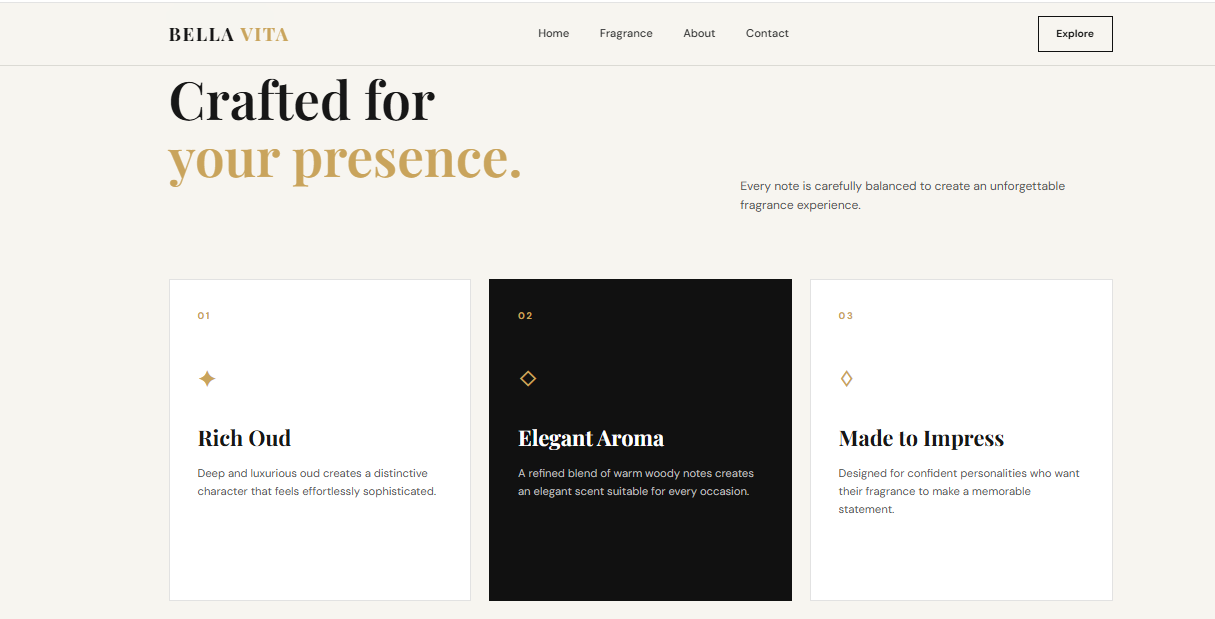 BELLA VITA
Home
Fragrance
About
Contact
Explore
Crafted for
your presence.
Every note is carefully balanced to create an unforgettable
fragrance experience.
01
Rich Oud
Deep and luxurious oud creates a distinctive
character that feels effortlessly sophisticated.
02
Elegant Aroma
A refined blend of warm woody notes creates
an elegant scent suitable for every occasion.
03
Made to Impress
Designed for confident personalities who want
their fragrance to make a memorable
statement.